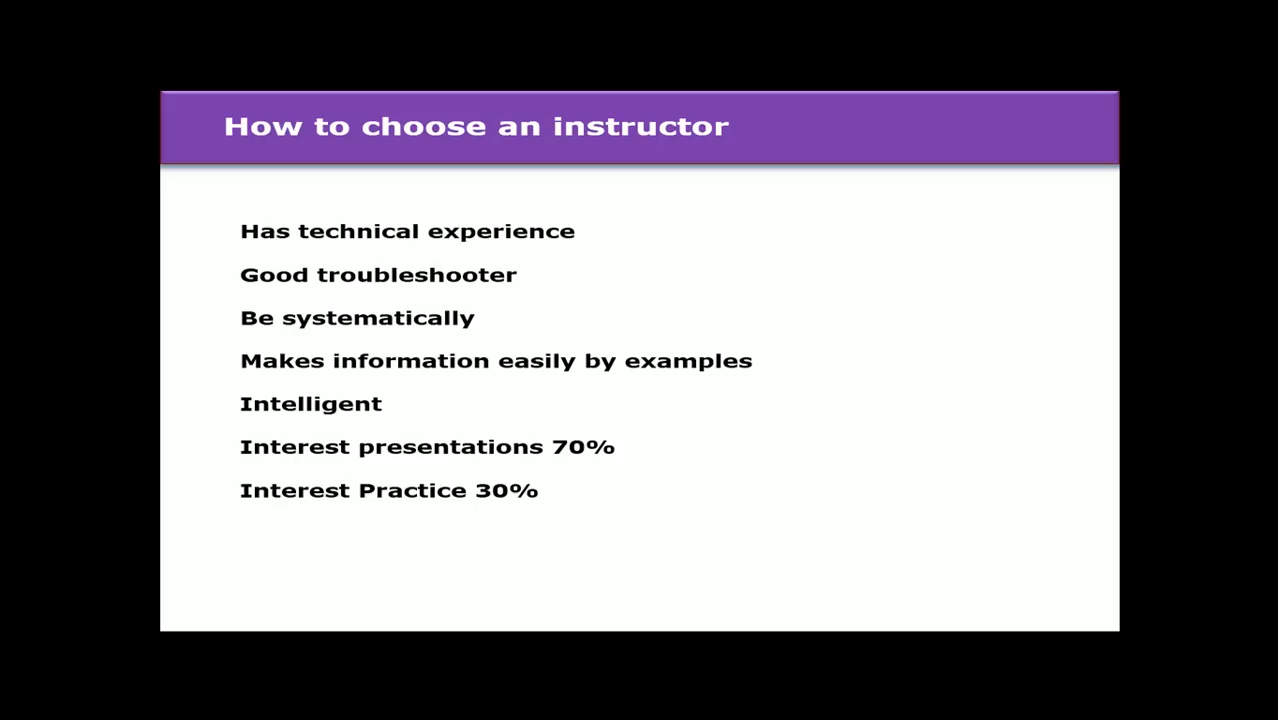 How to choose an instructor
Has technical experience
Good troubleshooter
Be systematically
Makes information easily by examples
Intelligent
Interest presentations 70%
Interest Practice 30%